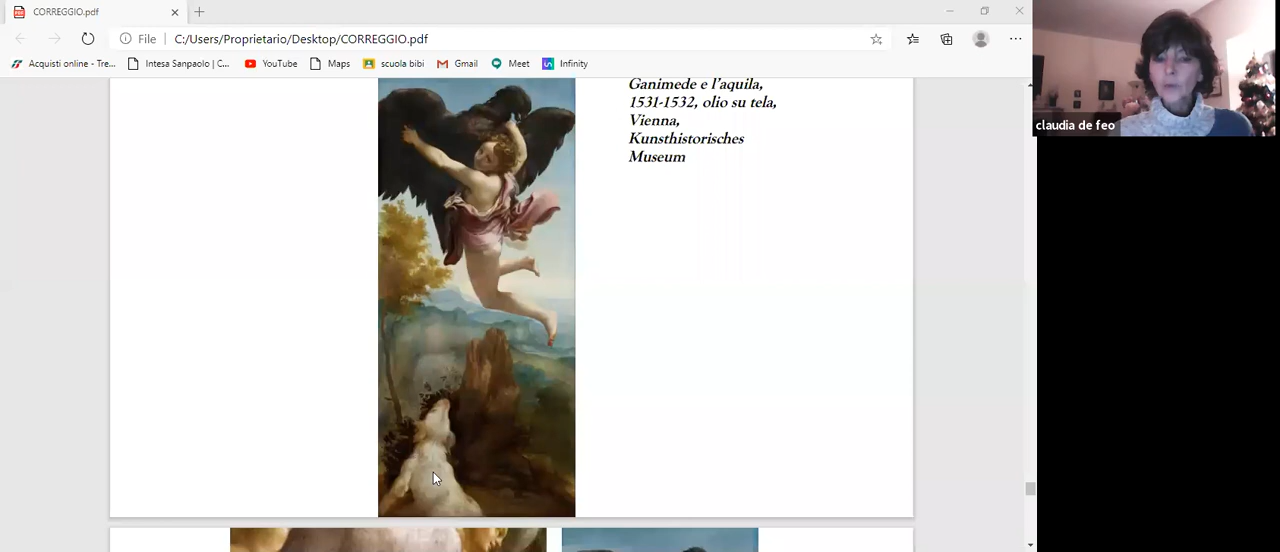 CORREGGIO.pdf
File C:/Users/Proprietario/Desktop/CORREGGIO.pdf
Acquisti online - Tre... Intesa Sanpaolo | C... YouTube Maps scuola bibi Gmail Meet Infinity
Ganimede e l'aquila,
1531-1532, olio su tela,
Vienna,
Kunsthistorisches
Museum
claudia de feo